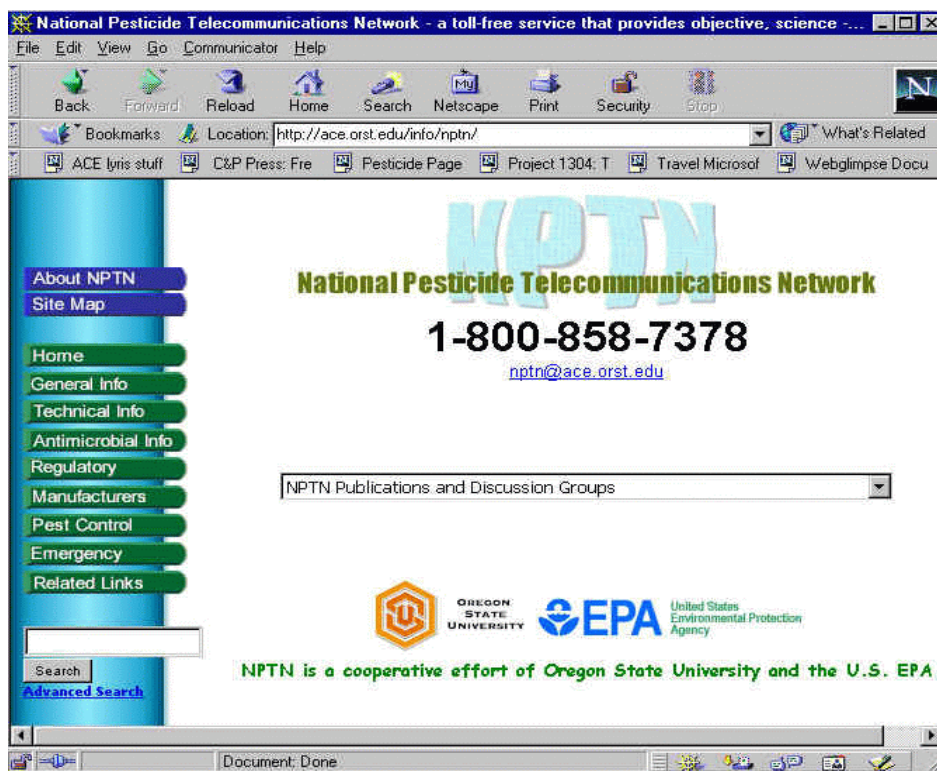 National Pesticide Telecommunications Network - a toll-free service that provides objective, science -...
File Edit View Go Communicator Help
Back Forward Reload Home Search Netscape Print Security Stop
My
N
Bookmarks Location: http://ace.orst.edu/info/nptn/ What's Related
ACE lyris stuff C&P Press: Fre Pesticide Page Project 1304: T Travel Microsof Webglimpse Docu
NPTN
National Pesticide Telecommunications Network
1-800-858-7378
nptn@ace.orst.edu
About NPTN
Site Map
Home
General Info
Technical Info
Antimicrobial Info
Regulatory
Manufacturers
Pest Control
Emergency
Related Links
NPTN Publications and Discussion Groups
Search
Advanced Search
OREGON
STATE
UNIVERSITY
EPA
United States
Environmental Protection
Agency
NPTN is a cooperative effort of Oregon State University and the U.S. EPA
Document: Done